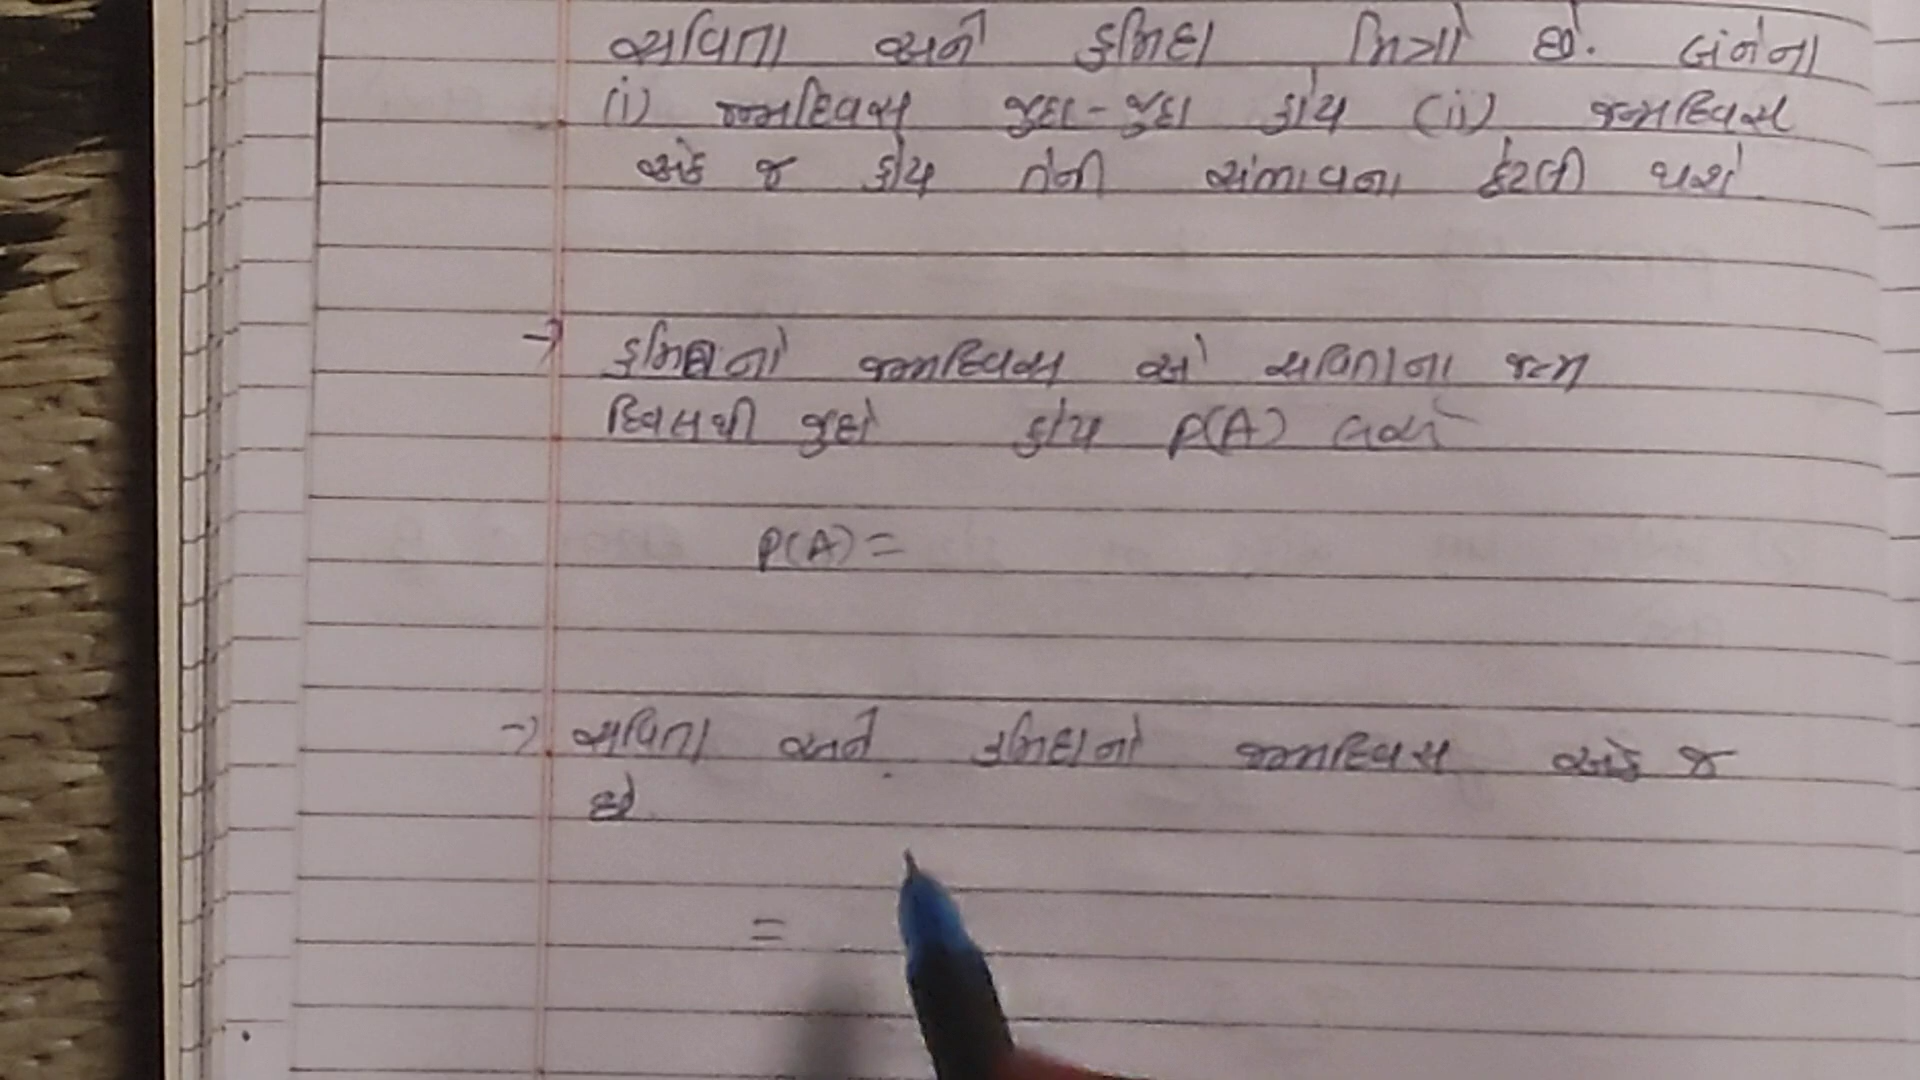 સવિતા અને હમિદા મિત્રો છે. બંનેના
(i) જન્મદિવસ જુદા-જુદા હોય (ii) જન્મદિવસ
એક જ હોય તેની સંભાવના કેટલી થશે
→ હમિદાનો જન્મદિવસ એ સવિતાના જન્મ
દિવસથી જુદો હોય P(A) લઈએ
P(A) =
→ સવિતા અને હમિદાનો જન્મદિવસ એક જ
છે.
=